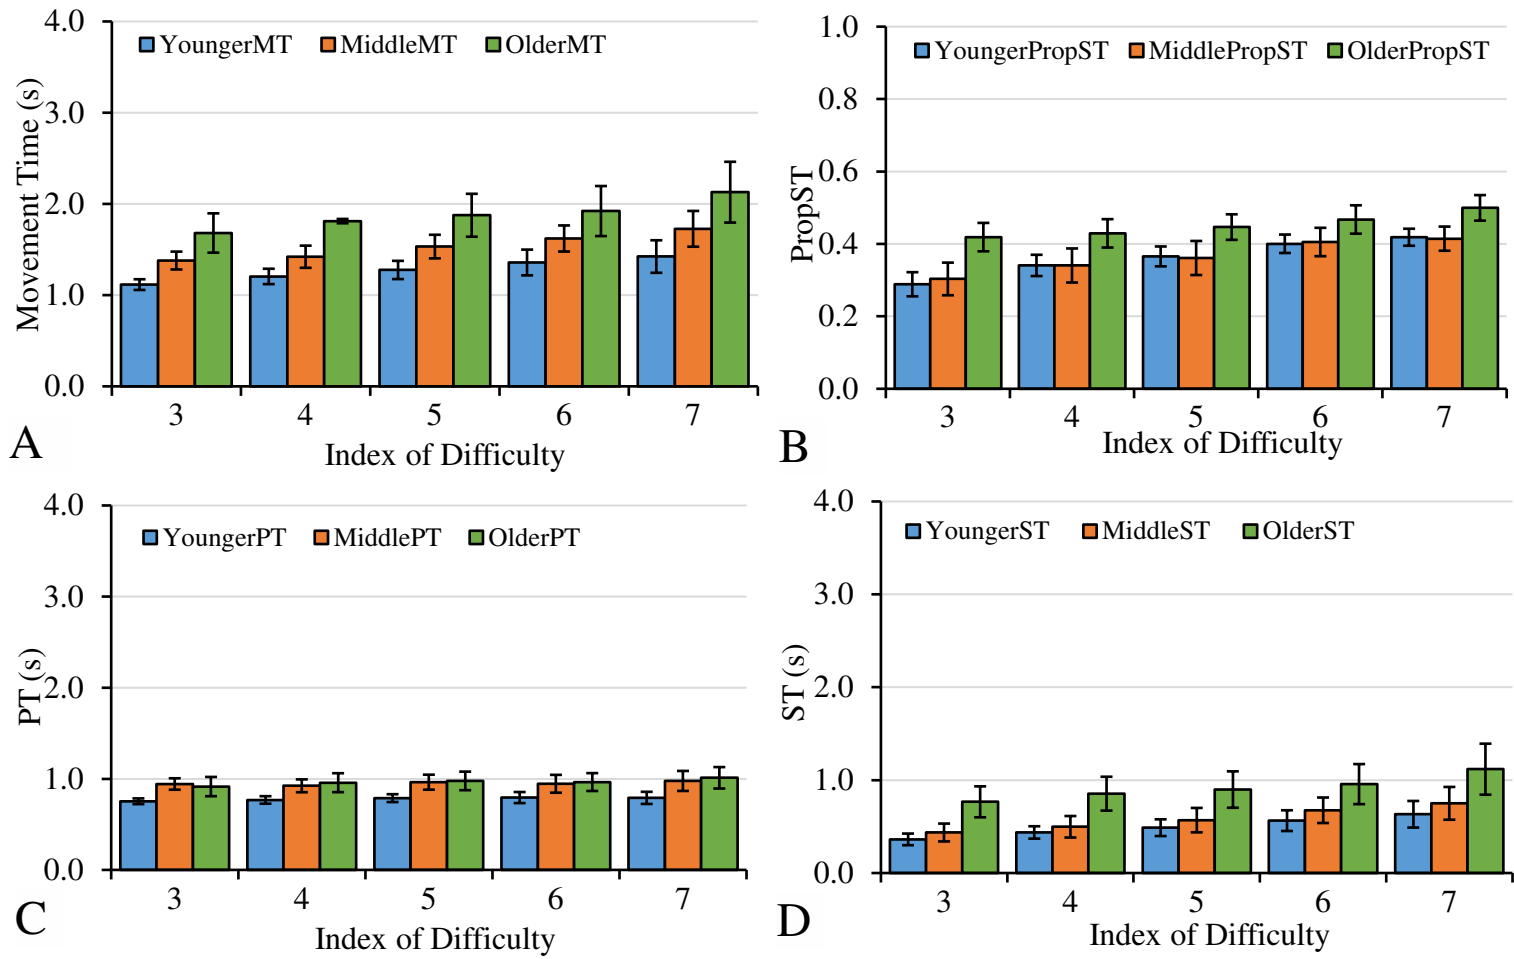 4.0
YoungerMT MiddleMT OlderMT
3.0
2.0
1.0
0.0
Movement Time (s)
3 4 5 6 7
A
Index of Difficulty
1.0
YoungerPropST MiddlePropST OlderPropST
0.8
0.6
0.4
0.2
0.0
PropST
3 4 5 6 7
B
Index of Difficulty
4.0
YoungerPT MiddlePT OlderPT
3.0
2.0
1.0
0.0
PT (s)
3 4 5 6 7
C
Index of Difficulty
4.0
YoungerST MiddleST OlderST
3.0
2.0
1.0
0.0
ST (s)
3 4 5 6 7
D
Index of Difficulty